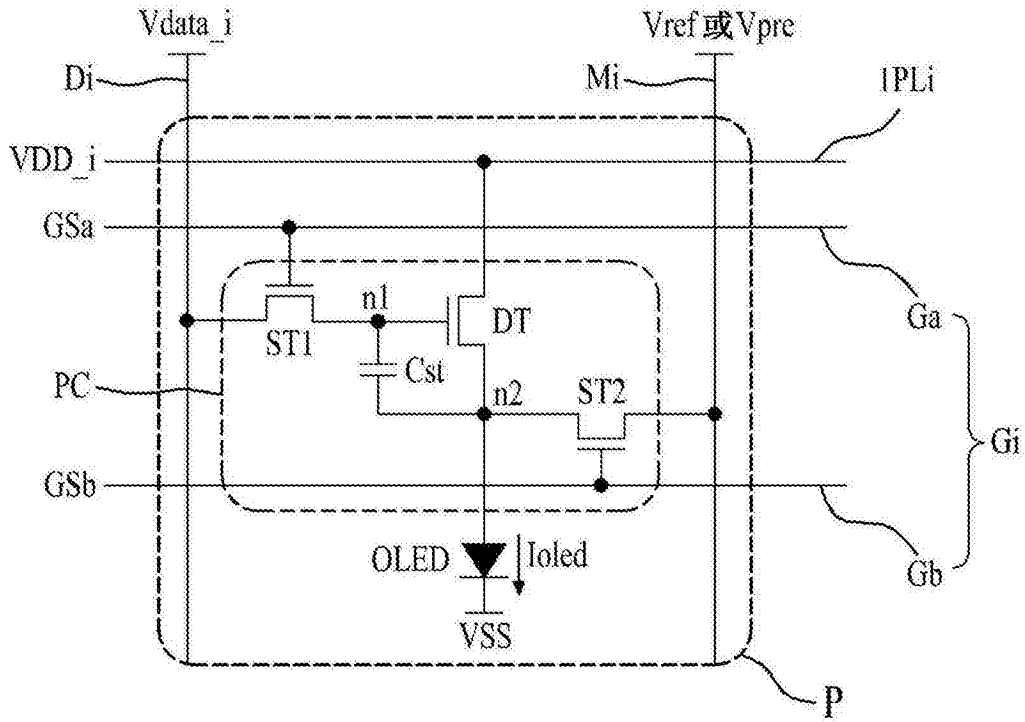 Vdata_i
Vref或Vpre
Di
Mi
1PLi
VDD_i
GSa
n1
DT
Ga
ST1
Cst
PC
n2
ST2
Gi
GSb
OLED
Ioled
Gb
VSS
P